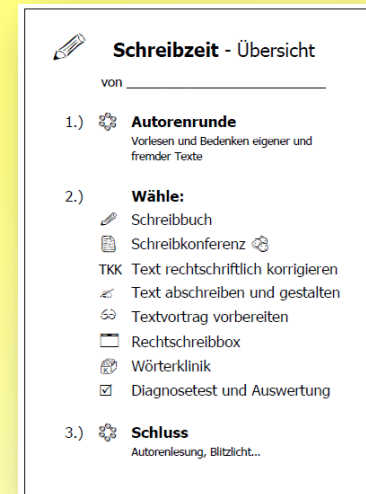 Schreibzeit - Übersicht
von ____________________________
1.) Autorenrunde
Vorlesen und Bedenken eigener und
fremder Texte
2.) Wähle:
Schreibbuch
Schreibkonferenz
TKK Text rechtschriftlich korrigieren
Text abschreiben und gestalten
Textvortrag vorbereiten
Rechtschreibbox
Wörterklinik
Diagnosetest und Auswertung
3.) Schluss
Autorenlesung, Blitzlicht...